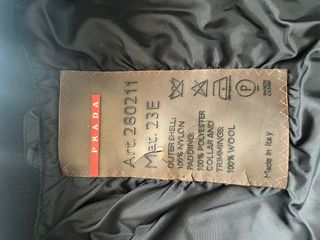 PRADA
Art. 280211
Mat. 23E
OUTER SHELL:
100% NYLON
PADDING:
100% POLYESTER
COLLAR AND
TRIMMINGS:
100% WOOL
Made in Italy